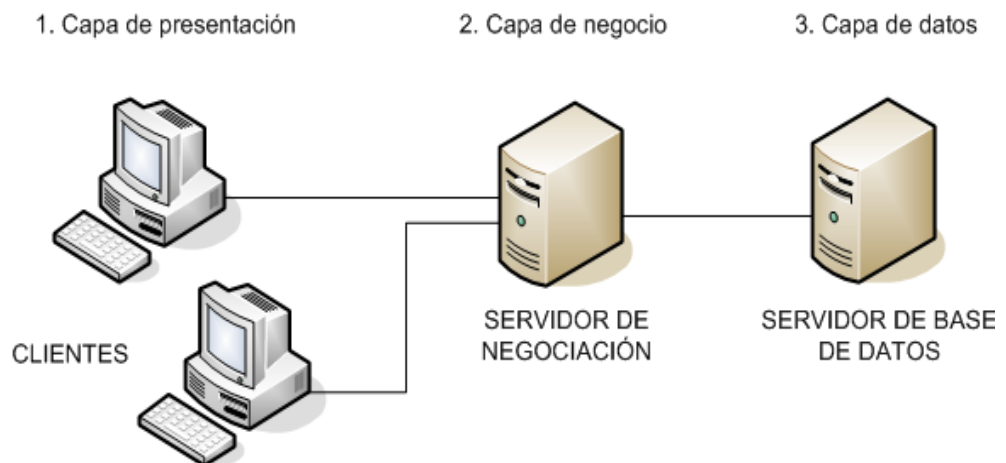 1. Capa de presentación
2. Capa de negocio
3. Capa de datos
CLIENTES
SERVIDOR DE
NEGOCIACIÓN
SERVIDOR DE BASE
DE DATOS